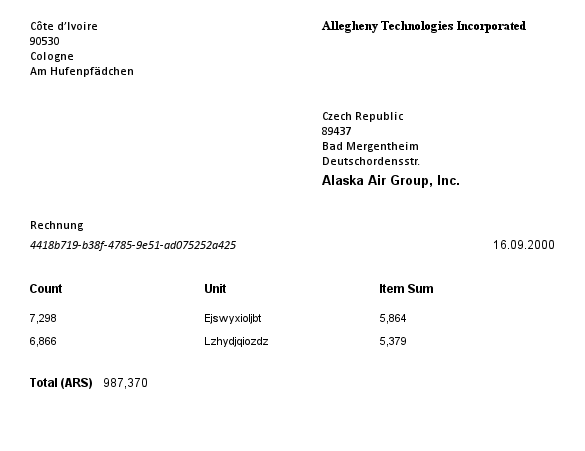 Côte d'Ivoire
90530
Cologne
Am Hufenpfädchen
Allegheny Technologies Incorporated
Czech Republic
89437
Bad Mergentheim
Deutschordensstr.
Alaska Air Group, Inc.
Rechnung
4418b719-b38f-4785-9e51-ad075252a425 16.09.2000
Count Unit Item Sum
7,298 Ejswyxioljbt 5,864
6,866 Lzhydjqiozdz 5,379
Total (ARS) 987,370